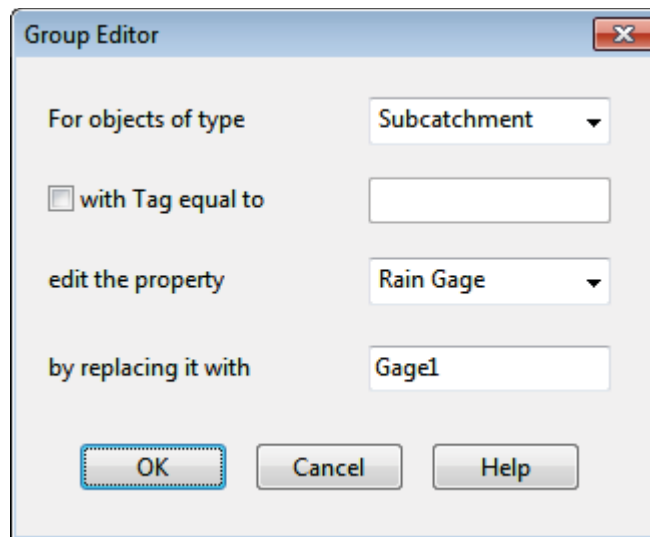 Group Editor
For objects of type Subcatchment
with Tag equal to
edit the property Rain Gage
by replacing it with Gage1
OK Cancel Help